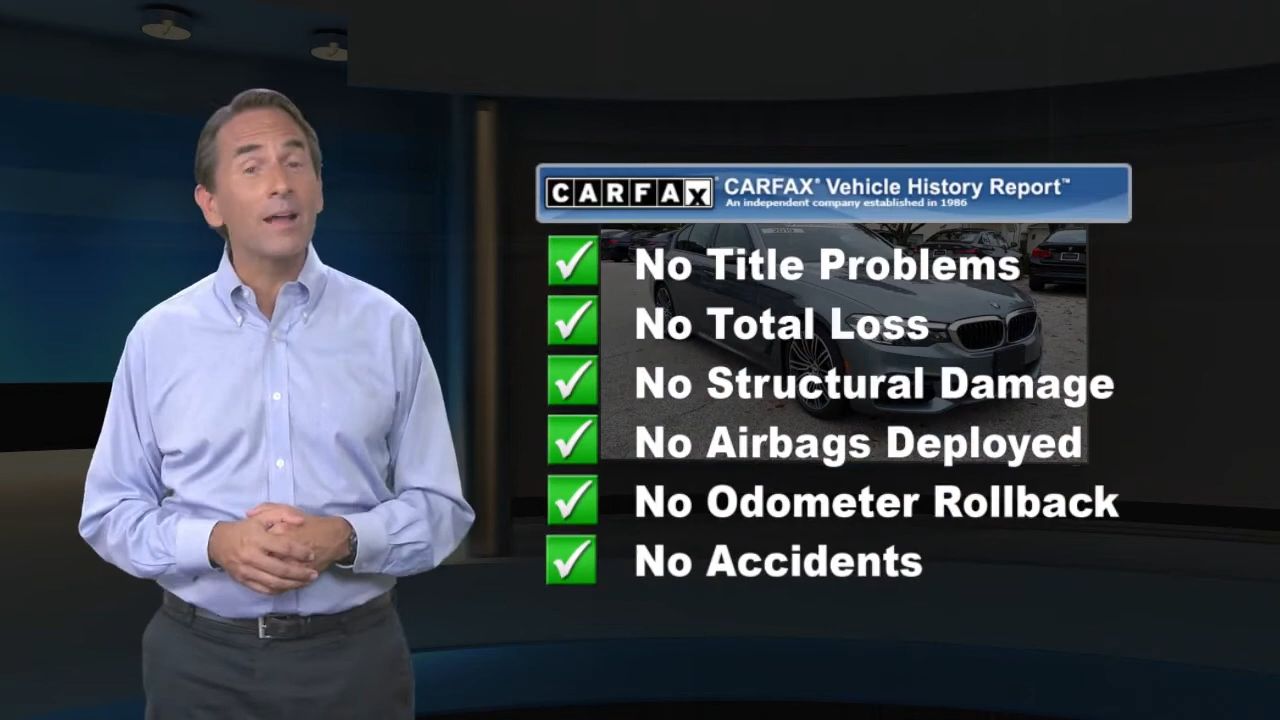 CARFAX
CARFAX® Vehicle History Report™
An independent company established in 1986
No Title Problems
No Total Loss
No Structural Damage
No Airbags Deployed
No Odometer Rollback
No Accidents